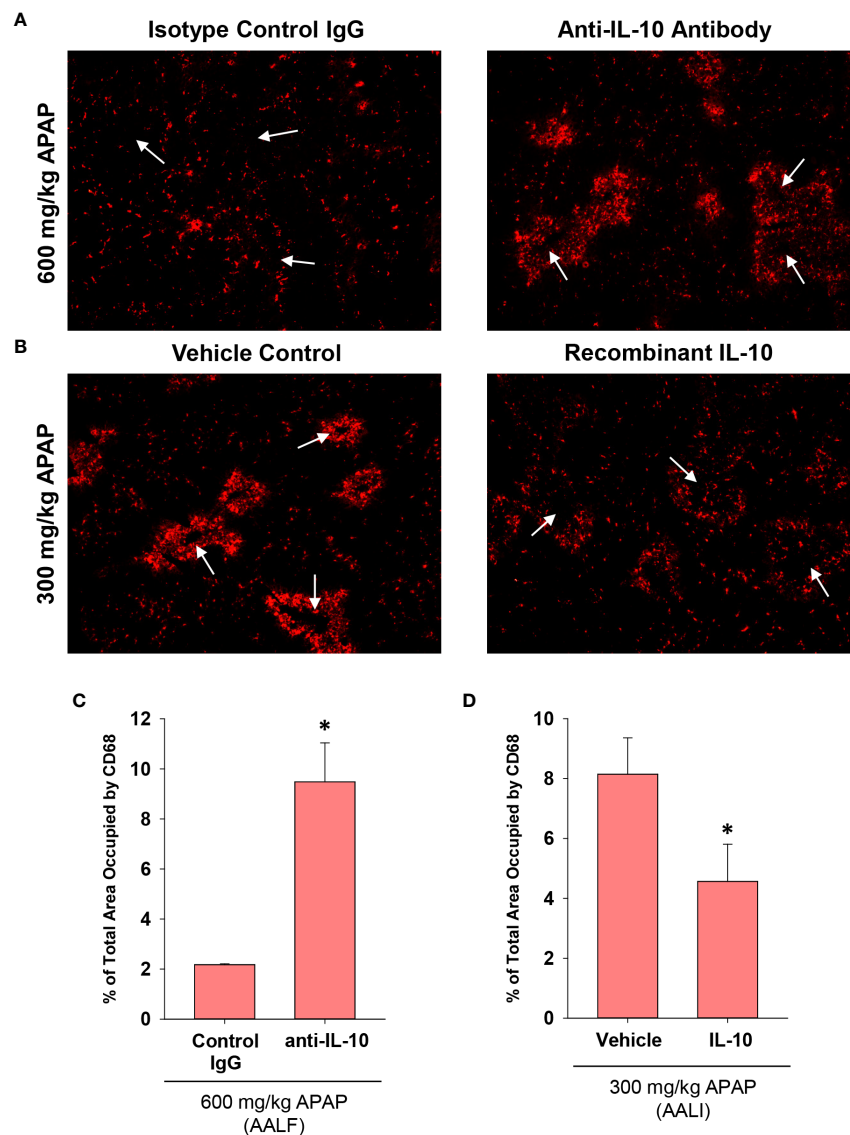 A
Isotype Control IgG
Anti-IL-10 Antibody
600 mg/kg APAP
B
Vehicle Control
Recombinant IL-10
300 mg/kg APAP
C
% of Total Area Occupied by CD68
12
10
8
6
4
2
0
*
Control
IgG
anti-IL-10
600 mg/kg APAP
(AALF)
D
% of Total Area Occupied by CD68
10
8
6
4
2
0
*
Vehicle
IL-10
300 mg/kg APAP
(AALI)